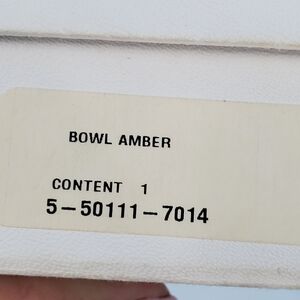 BOWL AMBER
CONTENT 1
5-50111-7014